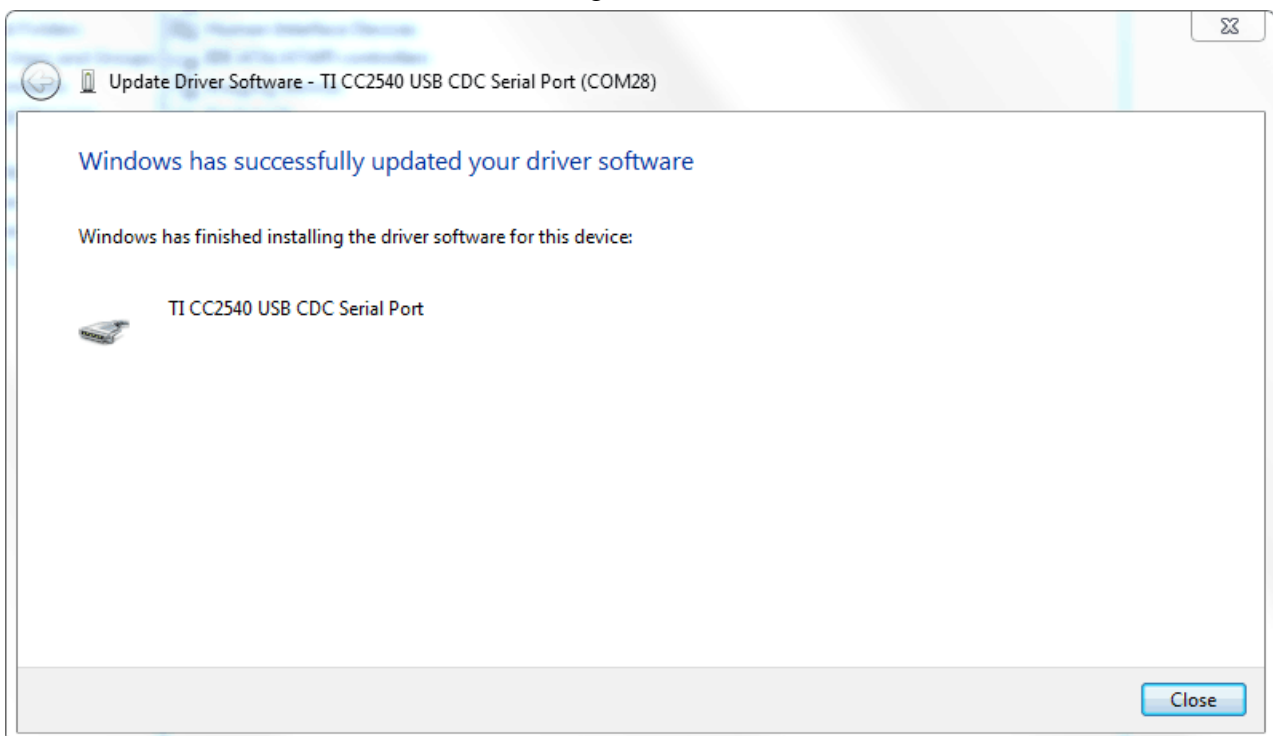 Update Driver Software - TI CC2540 USB CDC Serial Port (COM28)
Windows has successfully updated your driver software
Windows has finished installing the driver software for this device:
TI CC2540 USB CDC Serial Port
Close